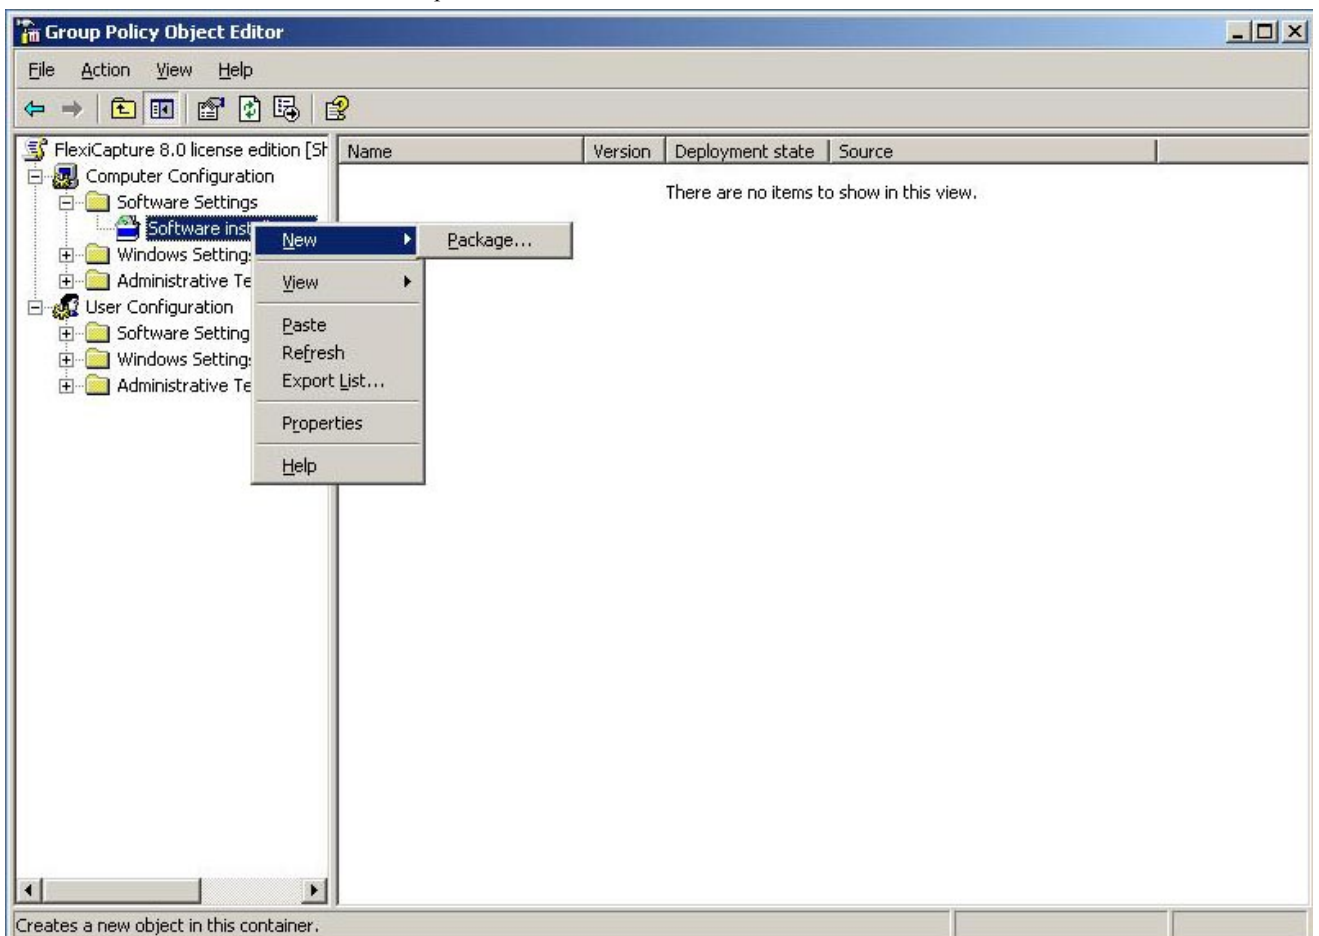 Group Policy Object Editor
File Action View Help
FlexiCapture 8.0 license edition [Sh
Name Version Deployment state Source
Computer Configuration
There are no items to show in this view.
Software Settings
Software inst
New Package...
Windows Setting
Administrative Te
View
User Configuration
Software Setting
Paste
Windows Setting
Refresh
Administrative Te
Export List...
Properties
Help
Creates a new object in this container.